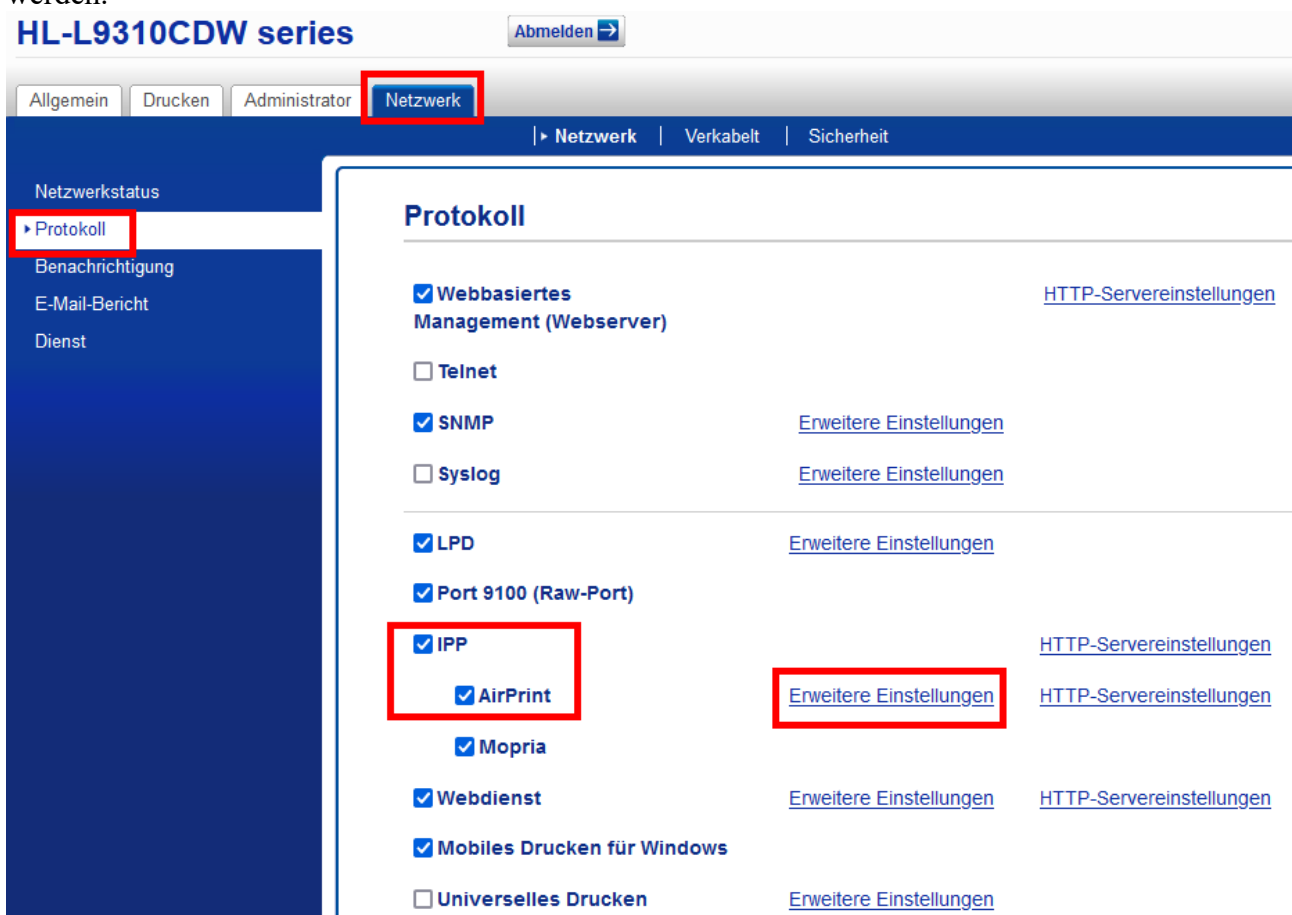 werden.
HL-L9310CDW series
Abmelden
Allgemein Drucken Administrator Netzwerk
Netzwerk | Verkabelt | Sicherheit
Netzwerkstatus
Protokoll
Benachrichtigung
E-Mail-Bericht
Dienst
Protokoll
Webbasiertes Management (Webserver) HTTP-Servereinstellungen
Telnet
SNMP Erweitere Einstellungen
Syslog Erweitere Einstellungen
LPD Erweitere Einstellungen
Port 9100 (Raw-Port)
IPP HTTP-Servereinstellungen
AirPrint Erweitere Einstellungen HTTP-Servereinstellungen
Mopria
Webdienst Erweitere Einstellungen HTTP-Servereinstellungen
Mobiles Drucken für Windows
Universelles Drucken Erweitere Einstellungen